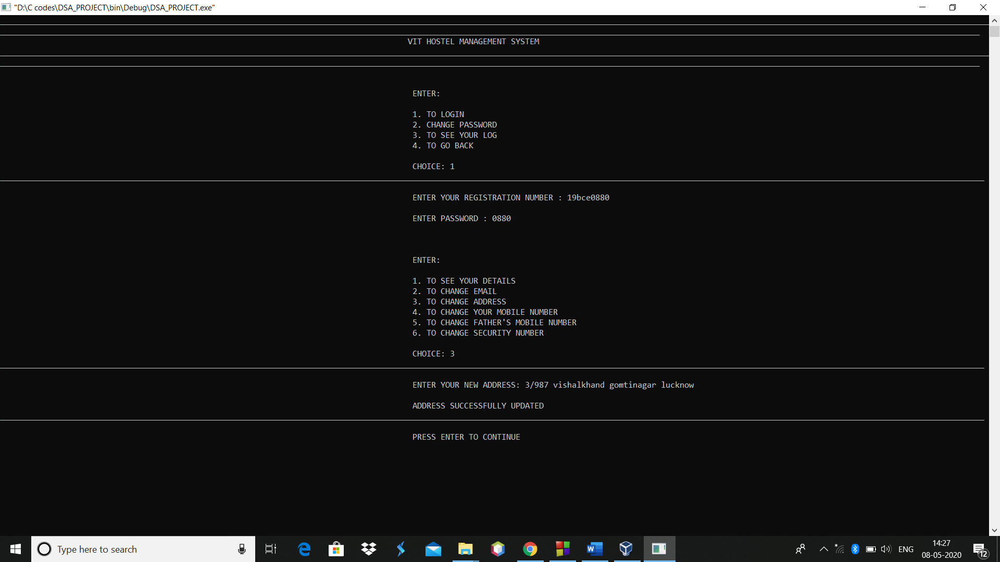 "D:\C codes\DSA_PROJECT\bin\Debug\DSA_PROJECT.exe"
VIT HOSTEL MANAGEMENT SYSTEM
ENTER:
1. TO LOGIN
2. CHANGE PASSWORD
3. TO SEE YOUR LOG
4. TO GO BACK
CHOICE: 1
ENTER YOUR REGISTRATION NUMBER : 19bce0880
ENTER PASSWORD : 0880
ENTER:
1. TO SEE YOUR DETAILS
2. TO CHANGE EMAIL
3. TO CHANGE ADDRESS
4. TO CHANGE YOUR MOBILE NUMBER
5. TO CHANGE FATHER'S MOBILE NUMBER
6. TO CHANGE SECURITY NUMBER
CHOICE: 3
ENTER YOUR NEW ADDRESS: 3/987 vishalkhand gomtinagar lucknow
ADDRESS SUCCESSFULLY UPDATED
PRESS ENTER TO CONTINUE
Type here to search
ENG
14:27
08-05-2020
12